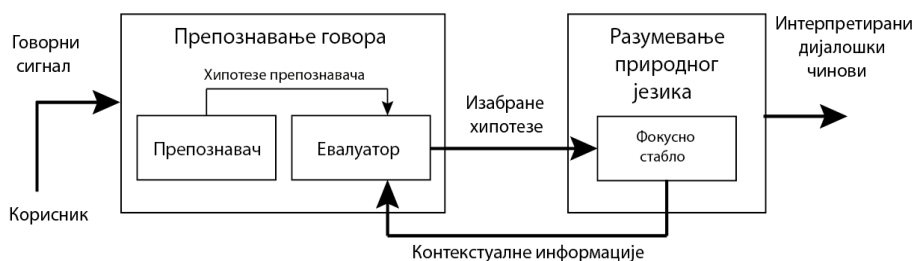 Говорни
сигнал
Корисник
Препознавање говора
Хипотезе препознавача
Препознавач
Евалуатор
Изабране
хипотезе
Разумевање
природног
језика
Фокусно
стабло
Интерпретирани
дијалошки
чинови
Контекстуалне информације